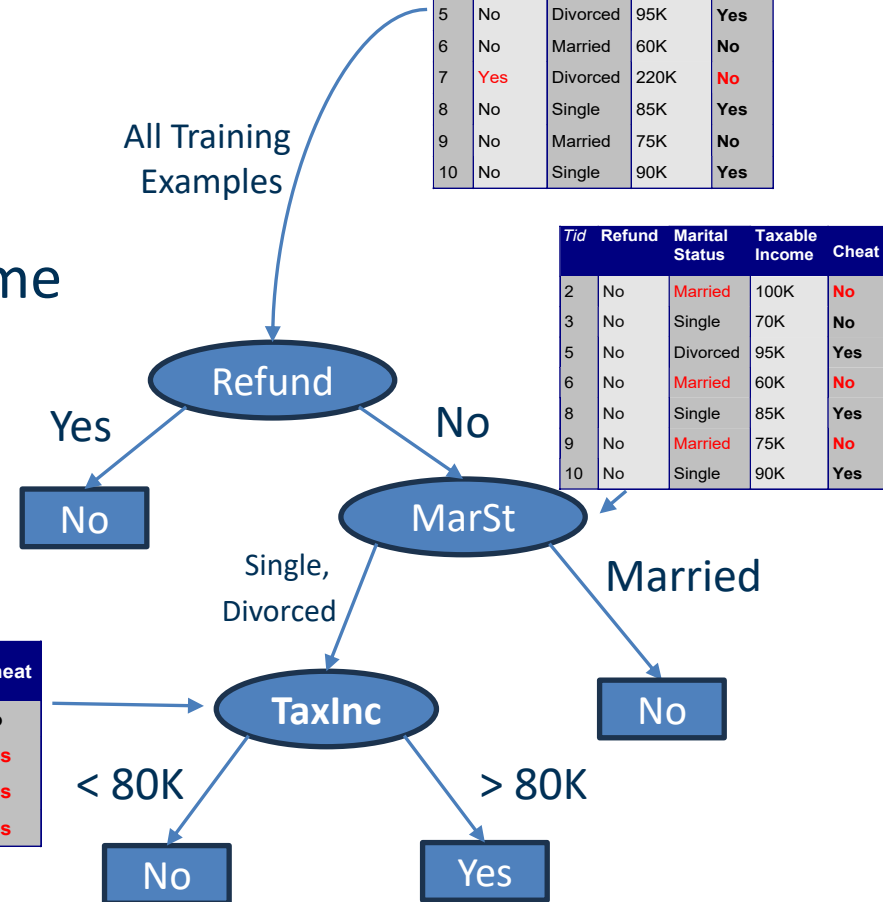 5 No Divorced 95K Yes
6 No Married 60K No
7 Yes Divorced 220K No
8 No Single 85K Yes
9 No Married 75K No
10 No Single 90K Yes
All Training
Examples
me
Tid Refund Marital Status Taxable Income Cheat
2 No Married 100K No
3 No Single 70K No
5 No Divorced 95K Yes
6 No Married 60K No
8 No Single 85K Yes
9 No Married 75K No
10 No Single 90K Yes
Refund
Yes
No
No
MarSt
Single,
Divorced
Married
eat
s
s
s
TaxInc
No
< 80K
> 80K
No
Yes